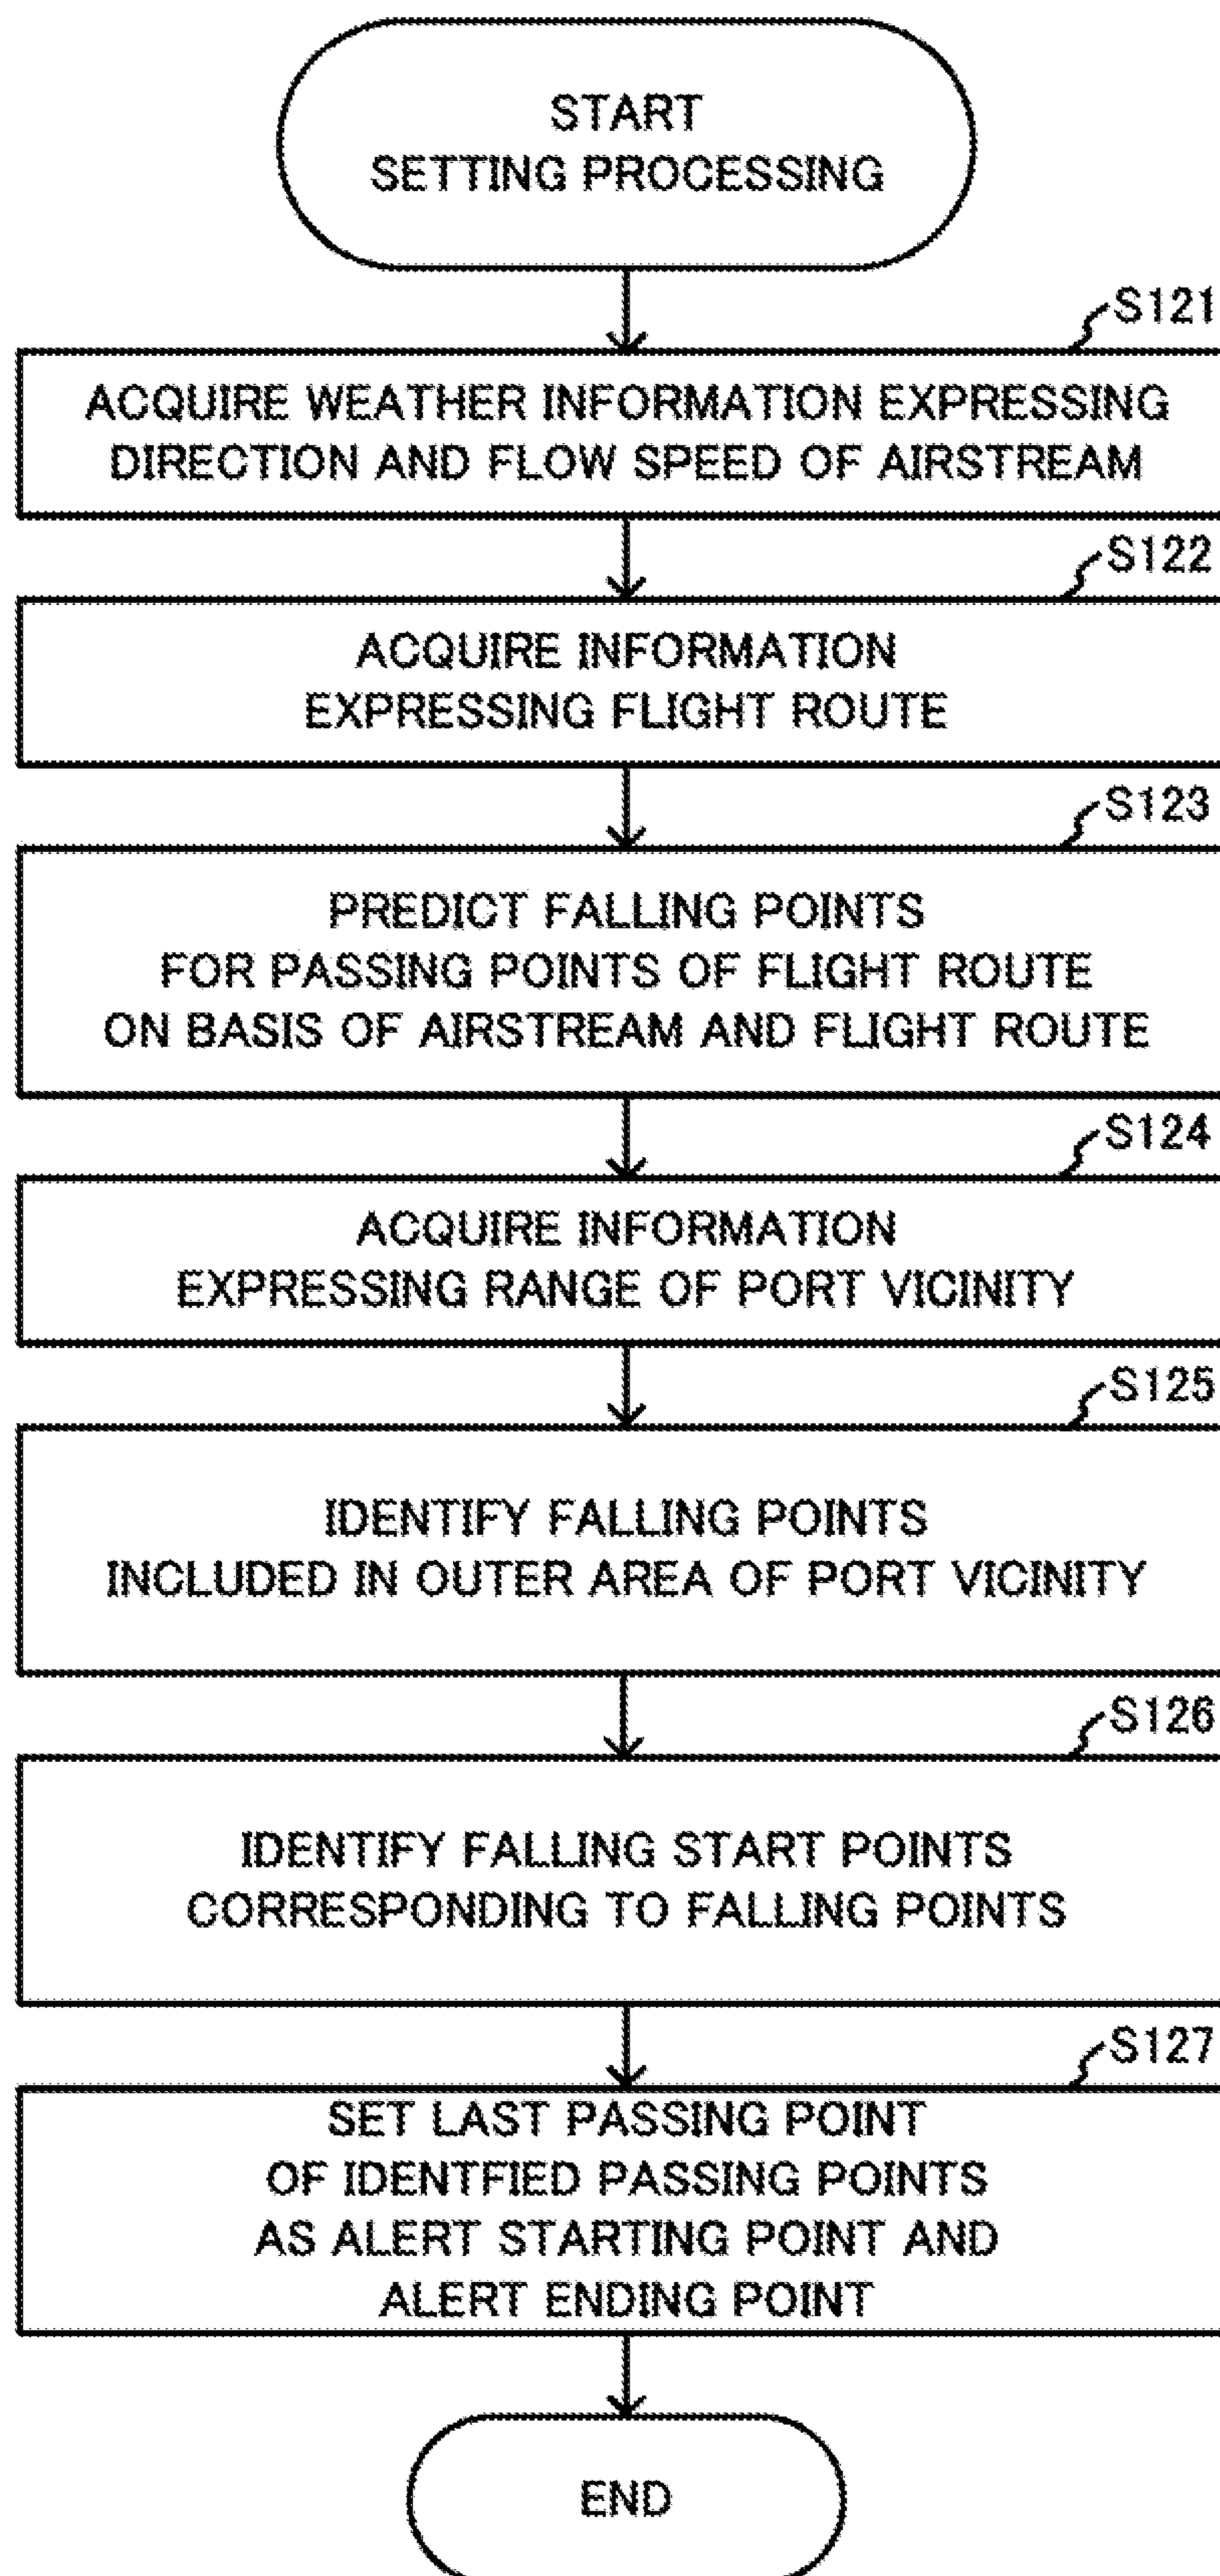 START
SETTING PROCESSING
S121
ACQUIRE WEATHER INFORMATION EXPRESSING
DIRECTION AND FLOW SPEED OF AIRSTREAM
S122
ACQUIRE INFORMATION
EXPRESSING FLIGHT ROUTE
S123
PREDICT FALLING POINTS
FOR PASSING POINTS OF FLIGHT ROUTE
ON BASIS OF AIRSTREAM AND FLIGHT ROUTE
S124
ACQUIRE INFORMATION
EXPRESSING RANGE OF PORT VICINITY
S125
IDENTIFY FALLING POINTS
INCLUDED IN OUTER AREA OF PORT VICINITY
S126
IDENTIFY FALLING START POINTS
CORRESPONDING TO FALLING POINTS
S127
SET LAST PASSING POINT
OF IDENTFIED PASSING POINTS
AS ALERT STARTING POINT AND
ALERT ENDING POINT
END